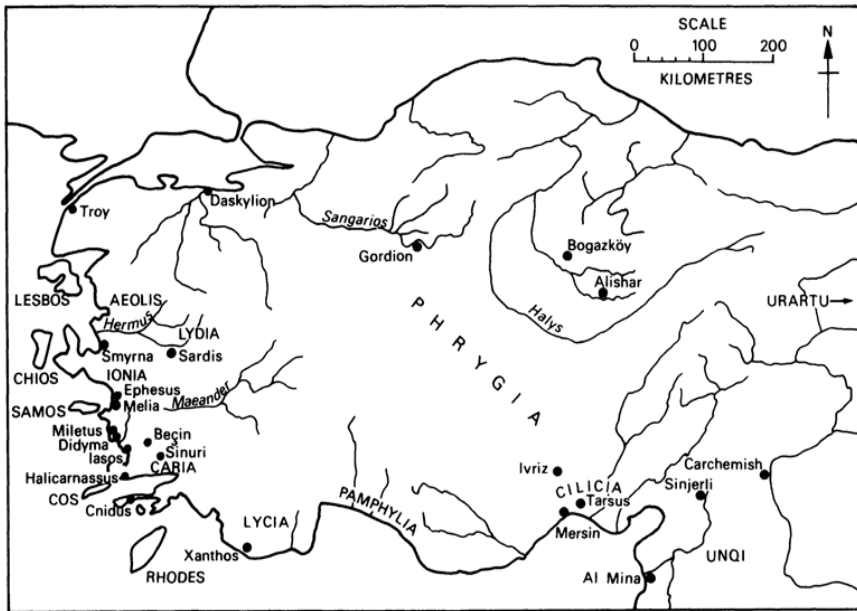 SCALE
0 100 200
KILOMETRES
N
Troy
Daskylion
Sangarios
Gordion
Bogazköy
Alishar
Halys
URARTU
LESBOS
AEOLIS
Hermus
LYDIA
Smyrna
Sardis
CHIOS
IONIA
Ephesus
Melia
Maeander
SAMOS
PHRYGIA
Miletus
Didyma
Iasos
Beçin
Sinuri
CARIA
Halicarnassus
COS
Cnidus
LYCIA
Xanthos
RHODES
PAMPHYLIA
Ivriz
CILICIA
Tarsus
Mersin
Carchemish
Sinjerli
UNQI
Al Mina